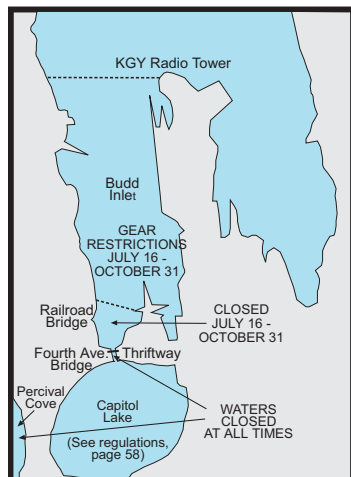 KGY Radio Tower
Budd
Inlet
GEAR
RESTRICTIONS
JULY 16 -
OCTOBER 31
Railroad
Bridge
CLOSED
JULY 16 -
OCTOBER 31
Fourth Ave.
Bridge
Thriftway
Percival
Cove
Capitol
Lake
(See regulations,
page 58)
WATERS
CLOSED
AT ALL TIMES